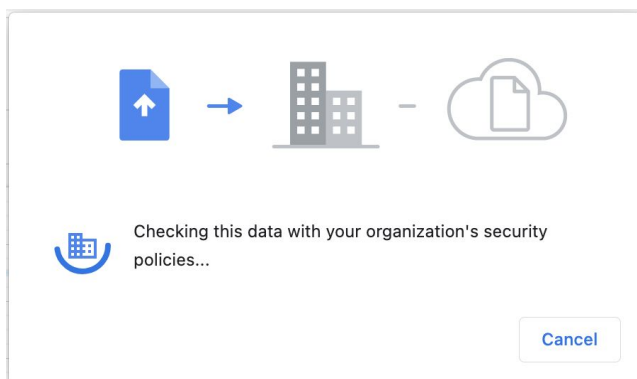 Checking this data with your organization's security
policies...
Cancel